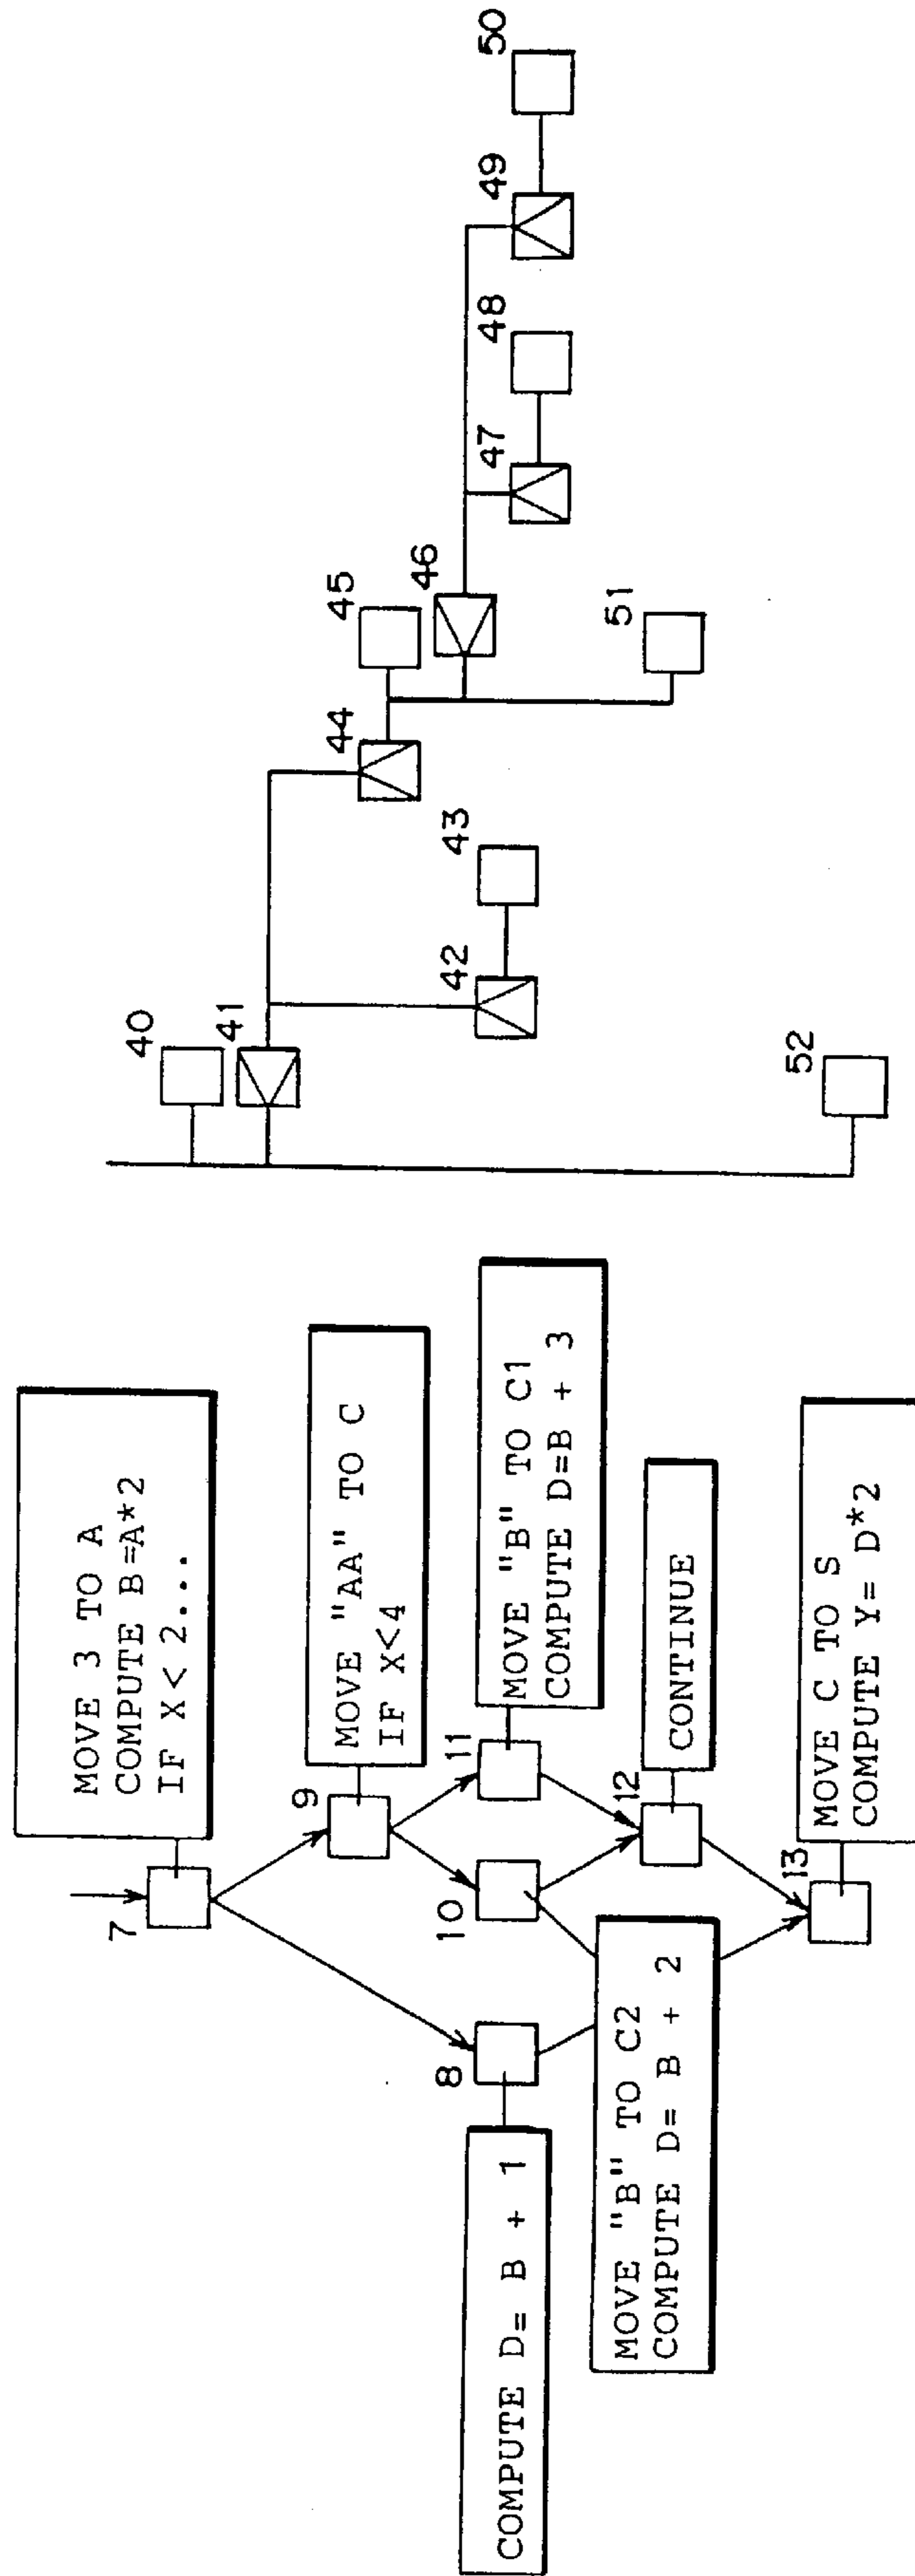 7
MOVE 3 TO A
COMPUTE B=A*2
IF X< 2...
9
MOVE "AA" TO C
IF X<4
8
COMPUTE D= B + 1
10
11
MOVE "B" TO C1
COMPUTE D=B + 3
MOVE "B" TO C2
COMPUTE D= B + 2
12
CONTINUE
13
MOVE C TO S
COMPUTE Y= D*2
40
41
42
43
44
45
46
47
48
49
50
51
52